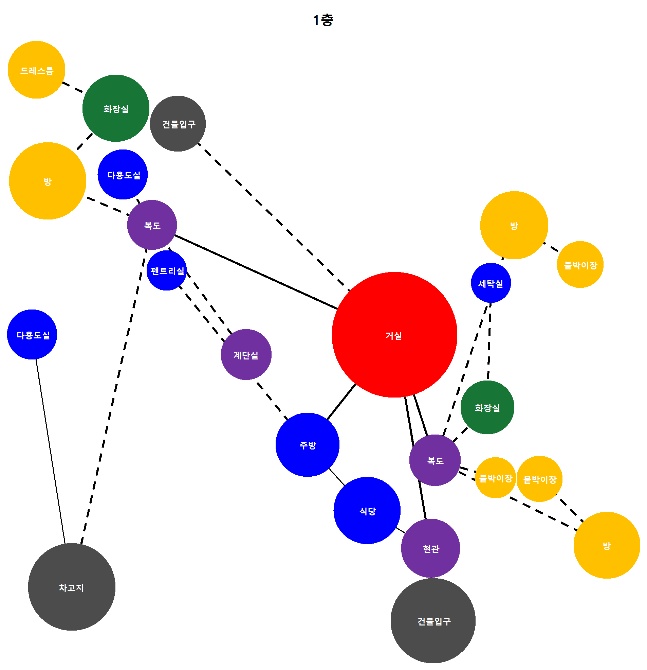 1층
드레스룸
화장실
건물입구
방
다용도실
복도
방
붙박이장
펜트리실
세탁실
다용도실
거실
계단실
화장실
주방
복도
붙박이장
붙박이장
식당
방
현관
차고지
건물입구